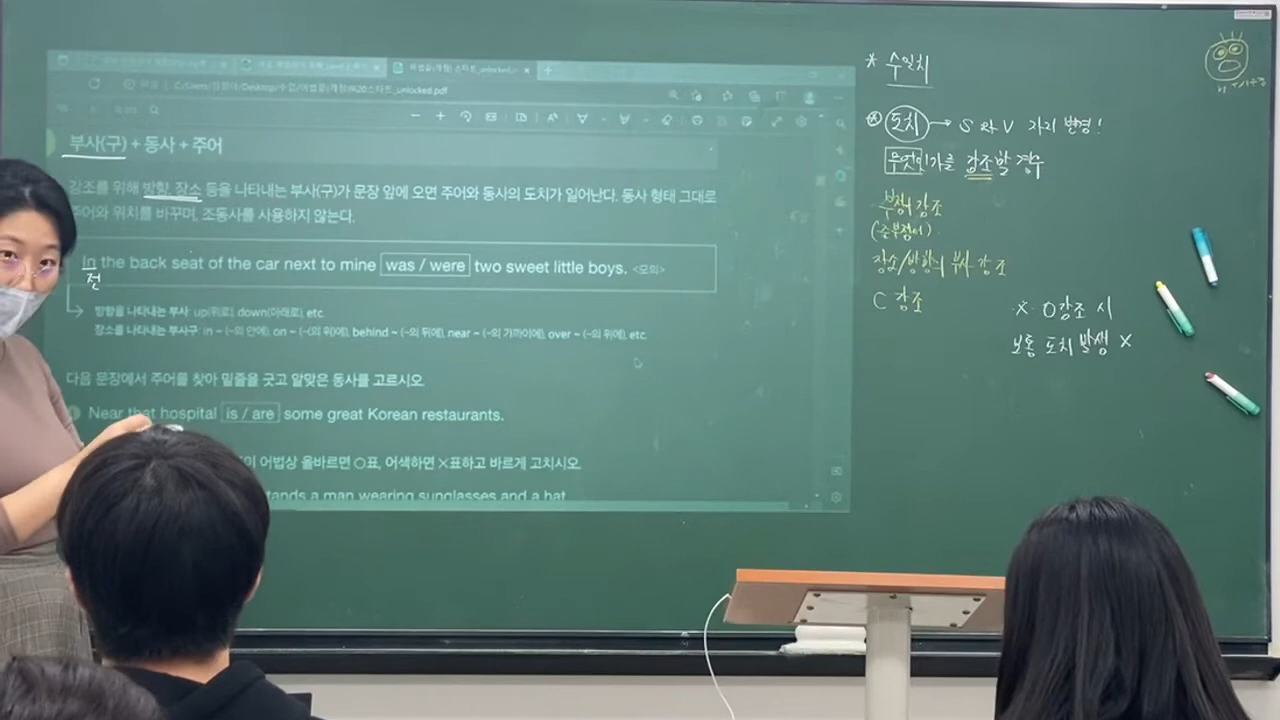 부사(구) + 동사 + 주어
강조를 위해 방향, 장소 등을 나타내는 부사(구)가 문장 앞에 오면 주어와 동사의 도치가 일어난다. 동사 형태 그대로
주어와 위치를 바꾸며, 조동사를 사용하지 않는다.
In the back seat of the car next to mine was / were two sweet little boys. <모의>
전
방향을 나타내는 부사 up(위로), down(아래로), etc.
장소를 나타내는 부사구 in ~ (~의 안에), on ~ (~의 위에), behind ~ (~의 뒤에), near ~ (~의 가까이에), over ~ (~의 위에), etc.
다음 문장에서 주어를 찾아 밑줄을 긋고 알맞은 동사를 고르시오.
Near that hospital is / are some great Korean restaurants.
이 어법상 올바르면 ○표, 어색하면 ×표하고 바르게 고치시오.
tands a man wearing sunglasses and a hat
* 수일치
도치 → S와 V 자리 변경!
무엇인가를 강조할 경우
부정어 강조
(준부정어)
장소/방향의 부사 강조
C 강조
※ O강조 시
보통 도치 발생 X